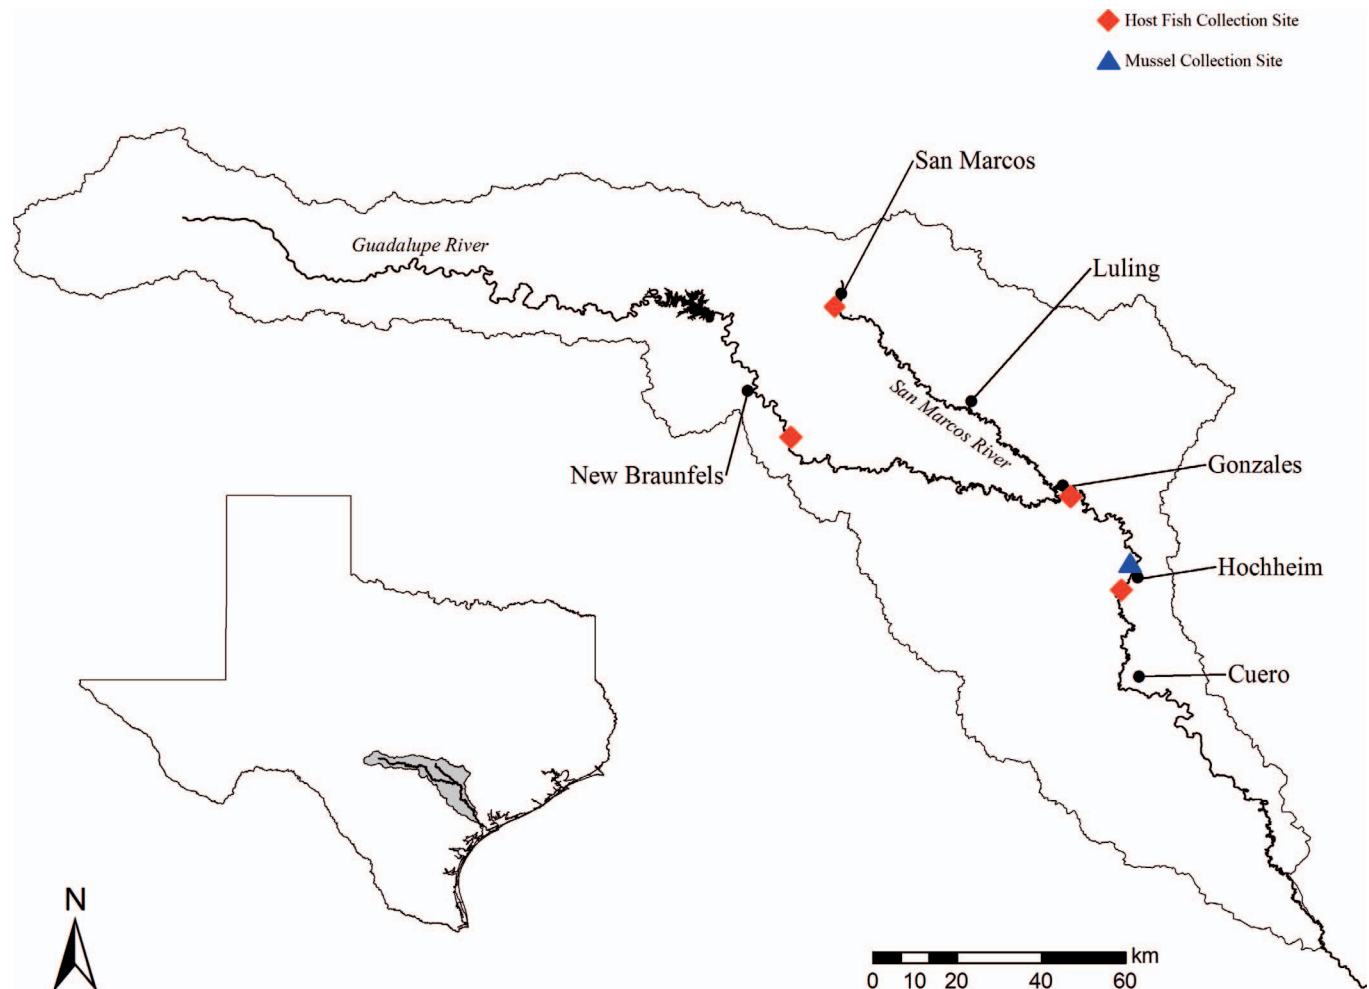 Host Fish Collection Site
Mussel Collection Site
San Marcos
Guadalupe River
Luling
San Marcos River
New Braunfels
Gonzales
Hochheim
Cuero
N
km
0 10 20 40 60